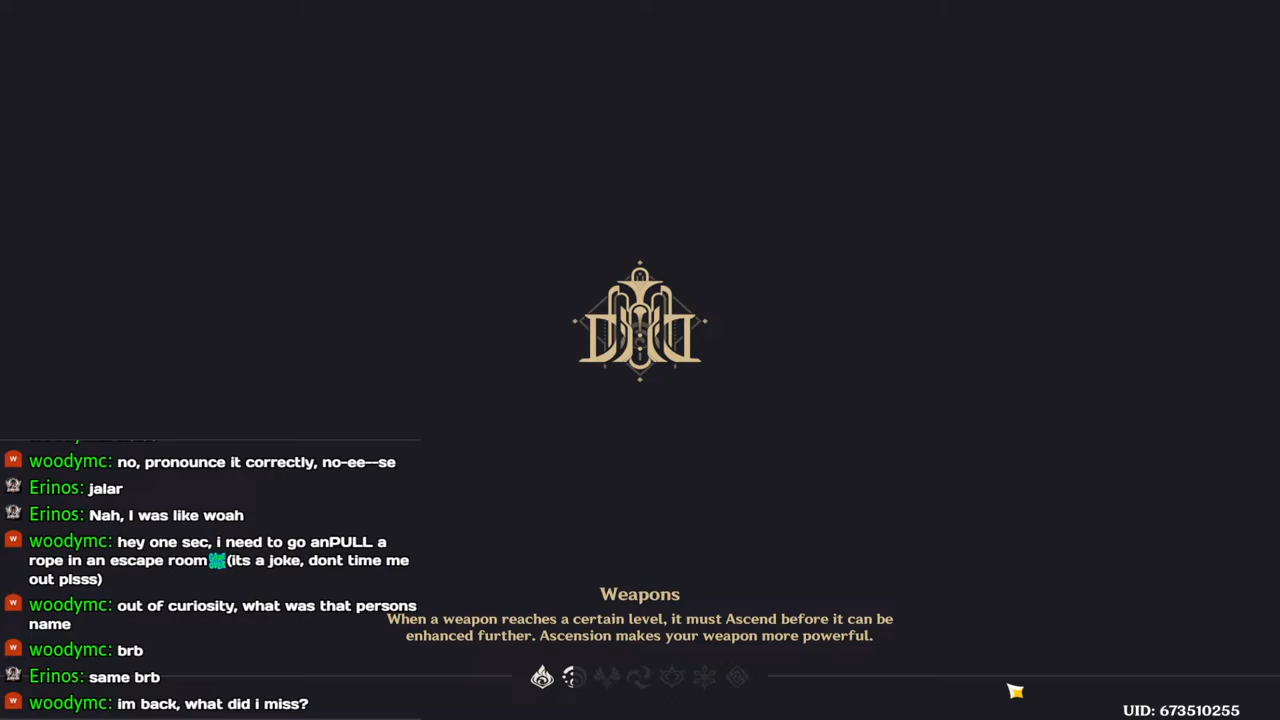 woodymc: no, pronounce it correctly, no-ee--se
Erinos: jalar
Erinos: Nah, I was like woah
woodymc: hey one sec, i need to go anPULL a
rope in an escape room(its a joke, dont time me
out plsss)
woodymc: out of curiosity, what was that persons
name
woodymc: brb
Erinos: same brb
woodymc: im back, what did i miss?
Weapons
When a weapon reaches a certain level, it must Ascend before it can be
enhanced further. Ascension makes your weapon more powerful.
UID: 673510255